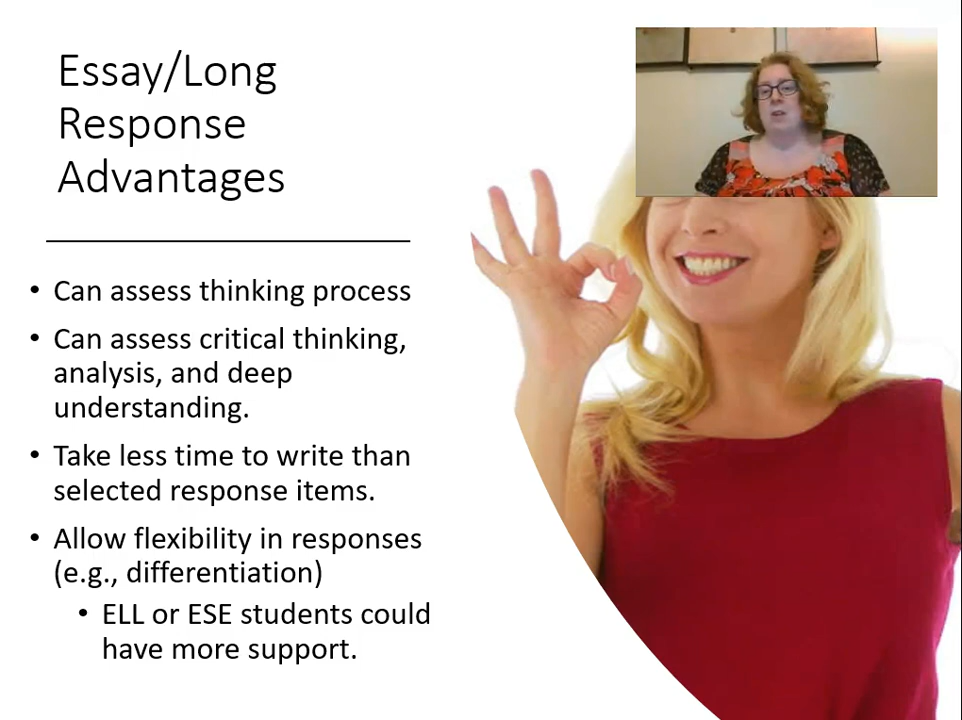 Essay/Long
Response
Advantages
• Can assess thinking process
• Can assess critical thinking,
analysis, and deep
understanding.
• Take less time to write than
selected response items.
• Allow flexibility in responses
(e.g., differentiation)
• ELL or ESE students could
have more support.